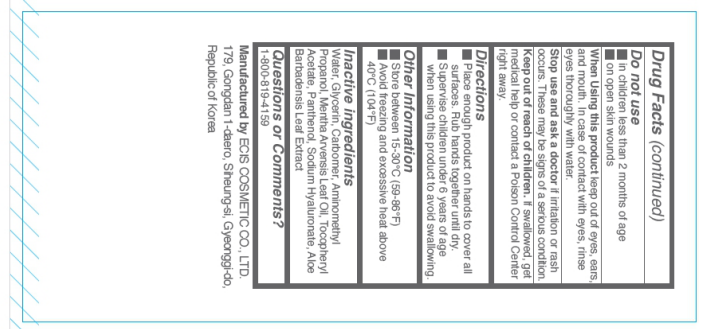 Drug Facts (continued)
Do not use
■ in children less than 2 months of age
■ on open skin wounds
When Using this product keep out of eyes, ears,
and mouth. In case of contact with eyes, rinse
eyes thoroughly with water.
Stop use and ask a doctor if irritation or rash
occurs. These may be signs of a serious condition.
Keep out of reach of children. If swallowed, get
medical help or contact a Poison Control Center
right away.
Directions
■ Place enough product on hands to cover all
surfaces. Rub hands together until dry.
■ Supervise children under 6 years of age
when using this product to avoid swallowing.
Other Information
■ Store between 15-30°C (59-86°F)
■ Avoid freezing and excessive heat above
40°C (104°F)
Inactive ingredients
Water, Glycerin, Carbomer, Aminomethyl
Propanol, Mentha Arvensis Leaf Oil, Tocopheryl
Acetate, Panthenol, Sodium Hyaluronate, Aloe
Barbadensis Leaf Extract
Questions or Comments?
1-800-819-4159
Manufactured by EOIS COSMETIC CO., LTD.
179, Gongdan 1-daero, Siheung-si, Gyeonggi-do,
Republic of Korea